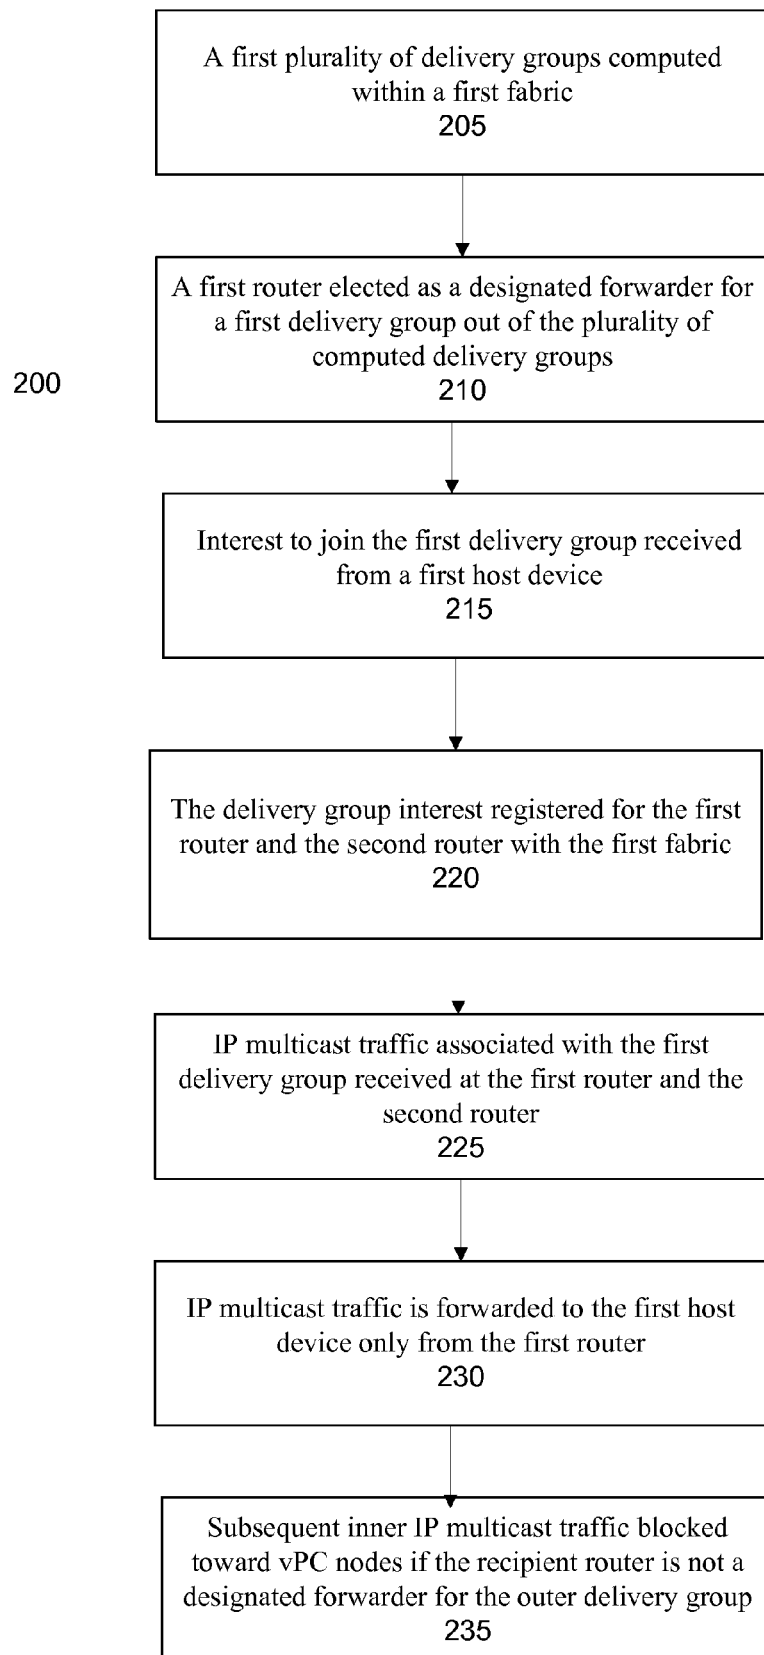 A first plurality of delivery groups computed
within a first fabric
205
A first router elected as a designated forwarder for
a first delivery group out of the plurality of
computed delivery groups
210
200
Interest to join the first delivery group received
from a first host device
215
The delivery group interest registered for the first
router and the second router with the first fabric
220
IP multicast traffic associated with the first
delivery group received at the first router and the
second router
225
IP multicast traffic is forwarded to the first host
device only from the first router
230
Subsequent inner IP multicast traffic blocked
toward vPC nodes if the recipient router is not a
designated forwarder for the outer delivery group
235